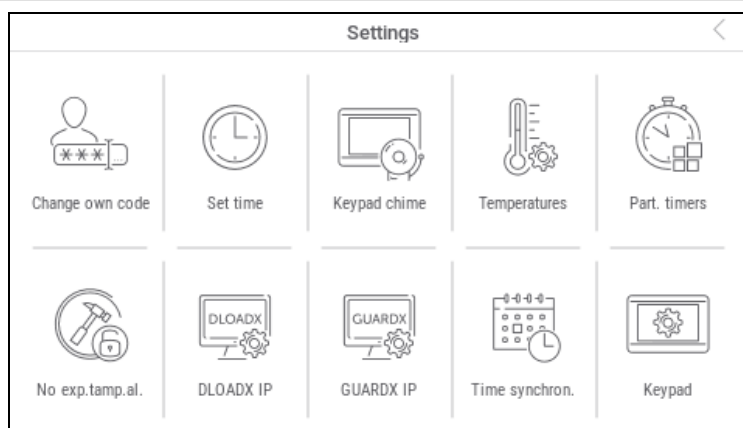 Settings
Change own code
Set time
Keypad chime
Temperatures
Part. timers
DLOADX
GUARDX
No exp.tamp.al.
DLOADX IP
GUARDX IP
Time synchron.
Keypad